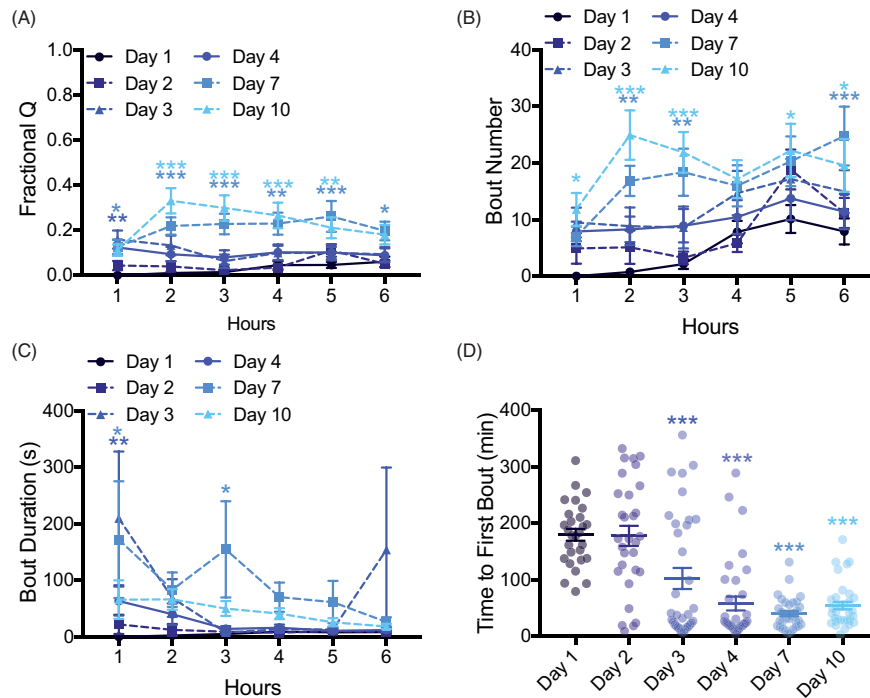 (A)
Day 1
Day 4
Day 2
Day 7
Day 3
Day 10
Fractional Q
1.0
0.8
0.6
0.4
0.2
0.0
***
***
***
***
***
**
**
***
*
*
**
1
2
3
4
5
6
Hours
(B)
Day 1
Day 4
Day 2
Day 7
Day 3
Day 10
Bout Number
40
30
20
10
0
*
***
**
***
**
*
*
***
1
2
3
4
5
6
Hours
(C)
Day 1
Day 4
Day 2
Day 7
Day 3
Day 10
Bout Duration (s)
400
300
200
100
0
*
**
*
1
2
3
4
5
6
Hours
(D)
Time to First Bout (min)
400
300
200
100
0
***
***
***
***
Day 1
Day 2
Day 3
Day 4
Day 7
Day 10